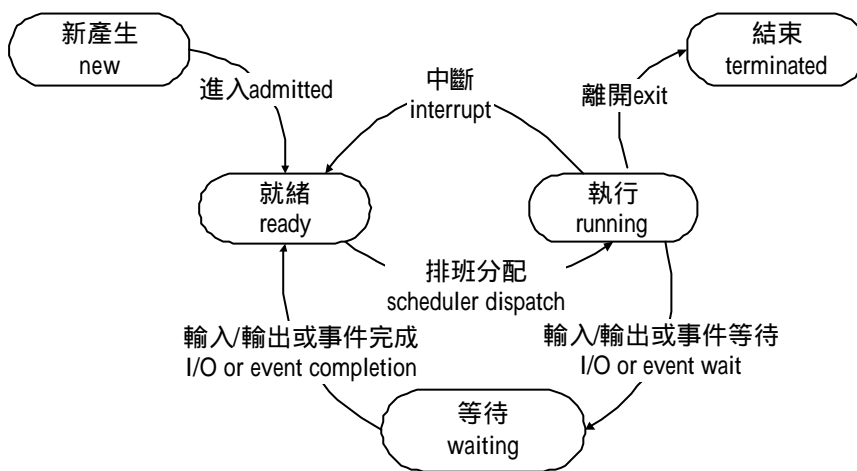 新產生
new
結束
terminated
進入admitted
中斷
interrupt
離開exit
就緒
ready
執行
running
排班分配
scheduler dispatch
輸入/輸出或事件完成
I/O or event completion
輸入/輸出或事件等待
I/O or event wait
等待
waiting